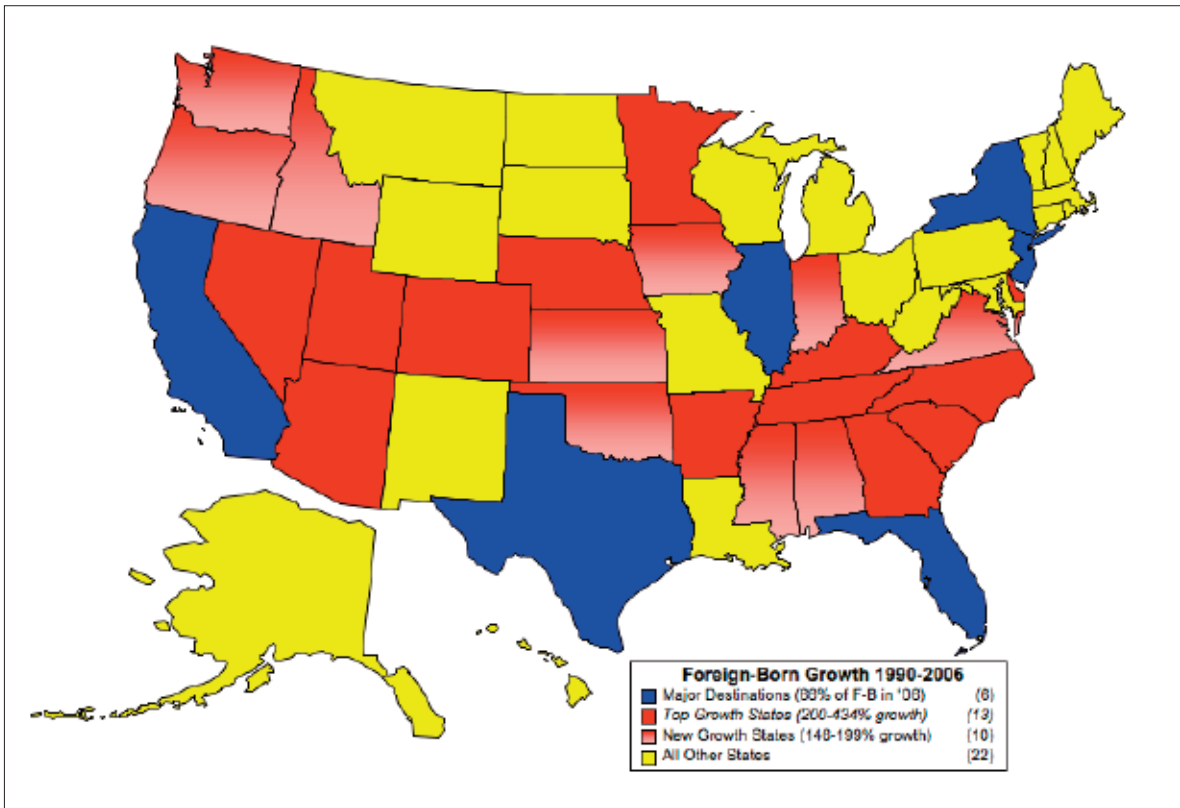 Foreign-Born Growth 1990-2006
Major Destinations (68% of F-B in '06) (6)
Top Growth States (200-434% growth) (13)
New Growth States (148-199% growth) (10)
All Other States (22)